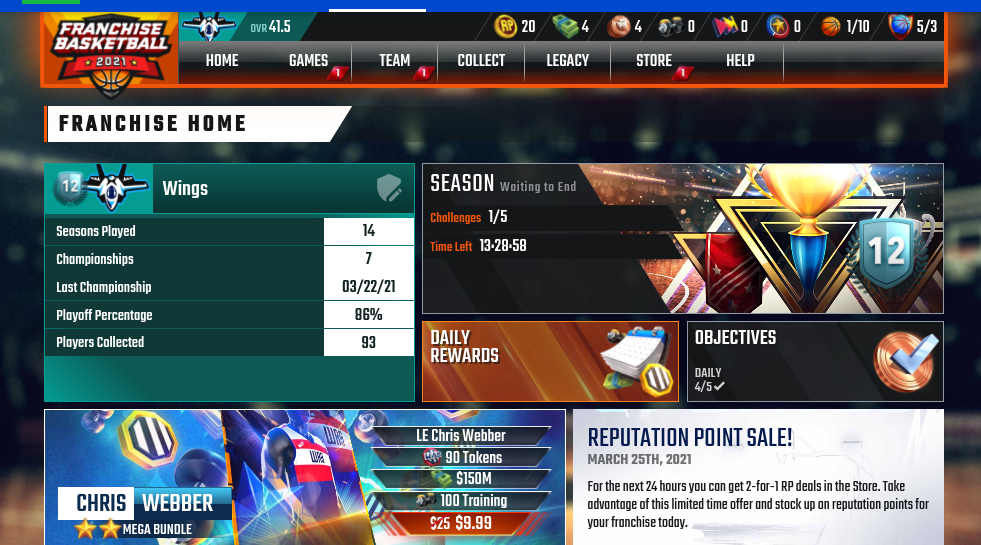 FRANCHISE
BASKETBALL
2021
OVR 41.5
20
4
4
0
0
0
1/10
5/3
HOME
GAMES
1
TEAM
1
COLLECT
LEGACY
STORE
1
HELP
FRANCHISE HOME
12
Wings
Seasons Played 14
Championships 7
Last Championship 03/22/21
Playoff Percentage 86%
Players Collected 93
SEASON Waiting to End
Challenges 1/5
Time Left 13:28:58
12
DAILY
REWARDS
OBJECTIVES
DAILY
4/5
CHRIS WEBBER
MEGA BUNDLE
LE Chris Webber
90 Tokens
$150M
100 Training
$25 $9.99
REPUTATION POINT SALE!
MARCH 25TH, 2021
For the next 24 hours you can get 2-for-1 RP deals in the Store. Take
advantage of this limited time offer and stock up on reputation points for
your franchise today.